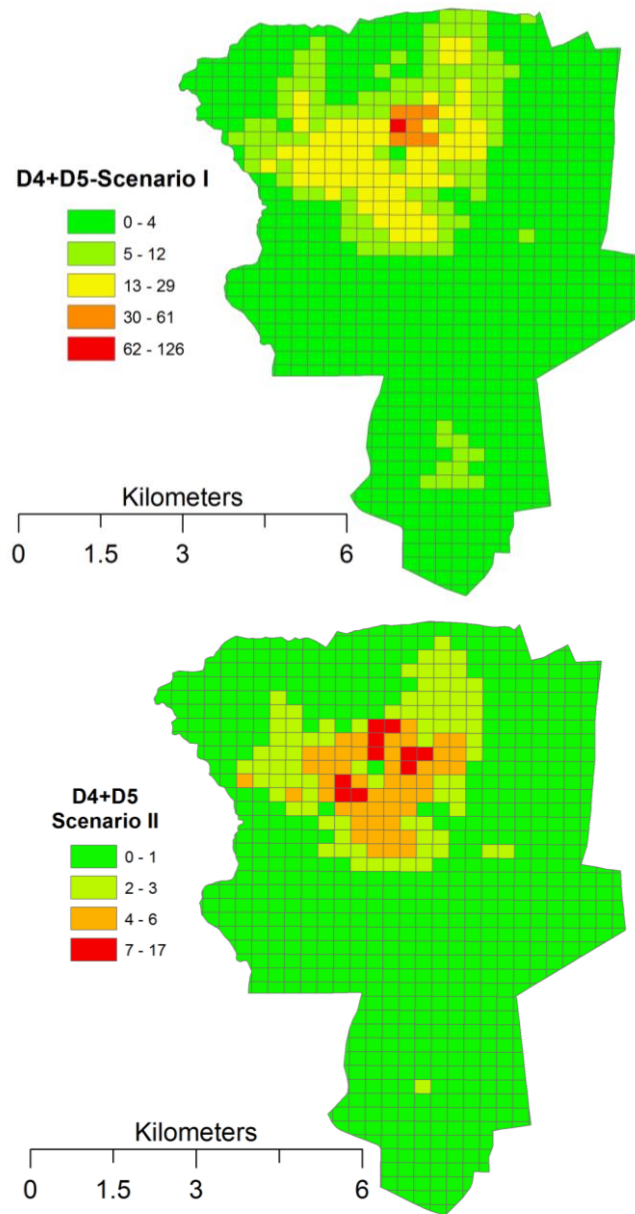 D4+D5-Scenario I
0 - 4
5 - 12
13 - 29
30 - 61
62 - 126
Kilometers
0 1.5 3 6
D4+D5
Scenario II
0 - 1
2 - 3
4 - 6
7 - 17
Kilometers
0 1.5 3 6